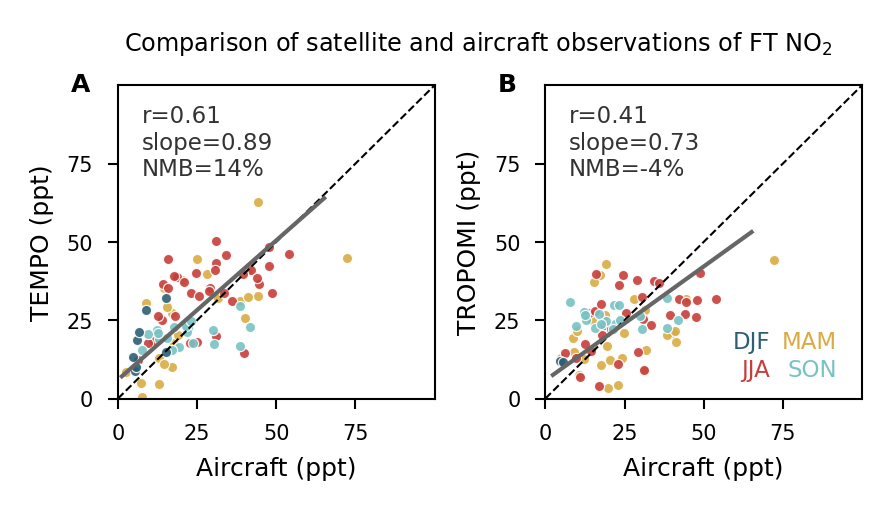 Comparison of satellite and aircraft observations of FT NO₂
A
r=0.61
slope=0.89
NMB=14%
TEMPO (ppt)
75
50
25
0
0 25 50 75
Aircraft (ppt)
B
r=0.41
slope=0.73
NMB=-4%
TROPOMI (ppt)
75
50
25
0
DJF MAM
JJA SON
0 25 50 75
Aircraft (ppt)